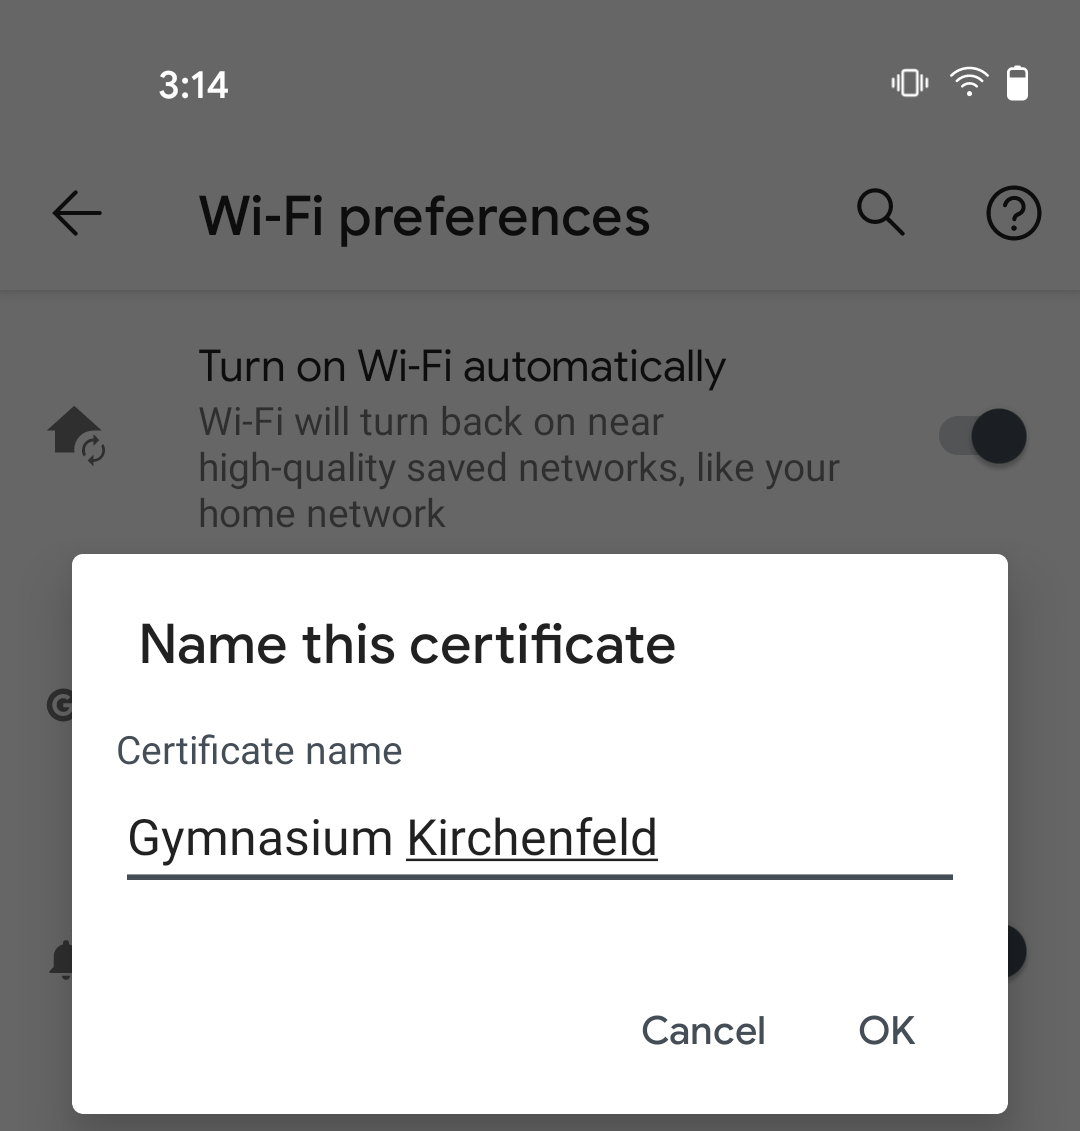 3:14
Wi-Fi preferences
Turn on Wi-Fi automatically
Wi-Fi will turn back on near
high-quality saved networks, like your
home network
Name this certificate
Certificate name
Gymnasium Kirchenfeld
Cancel OK